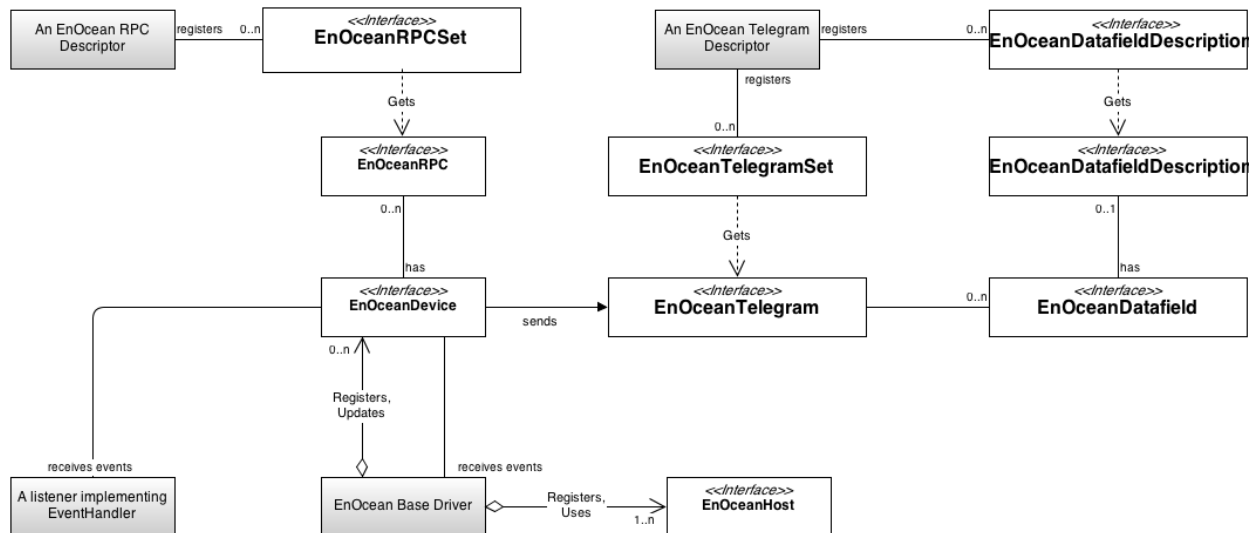 An EnOcean RPC
Descriptor
registers
0..n
<<Interface>>
EnOceanRPCSet
An EnOcean Telegram
Descriptor
registers
0..n
<<Interface>>
EnOceanDatafieldDescription
registers
Gets
Gets
0..n
<<Interface>>
EnOceanRPC
<<Interface>>
EnOceanTelegramSet
<<Interface>>
EnOceanDatafieldDescription
0..n
0..1
Gets
has
has
<<Interface>>
EnOceanDevice
sends
<<Interface>>
EnOceanTelegram
0..n
<<Interface>>
EnOceanDatafield
0..n
Registers,
Updates
receives events
receives events
A listener implementing
EventHandler
EnOcean Base Driver
Registers,
Uses
1..n
<<Interface>>
EnOceanHost